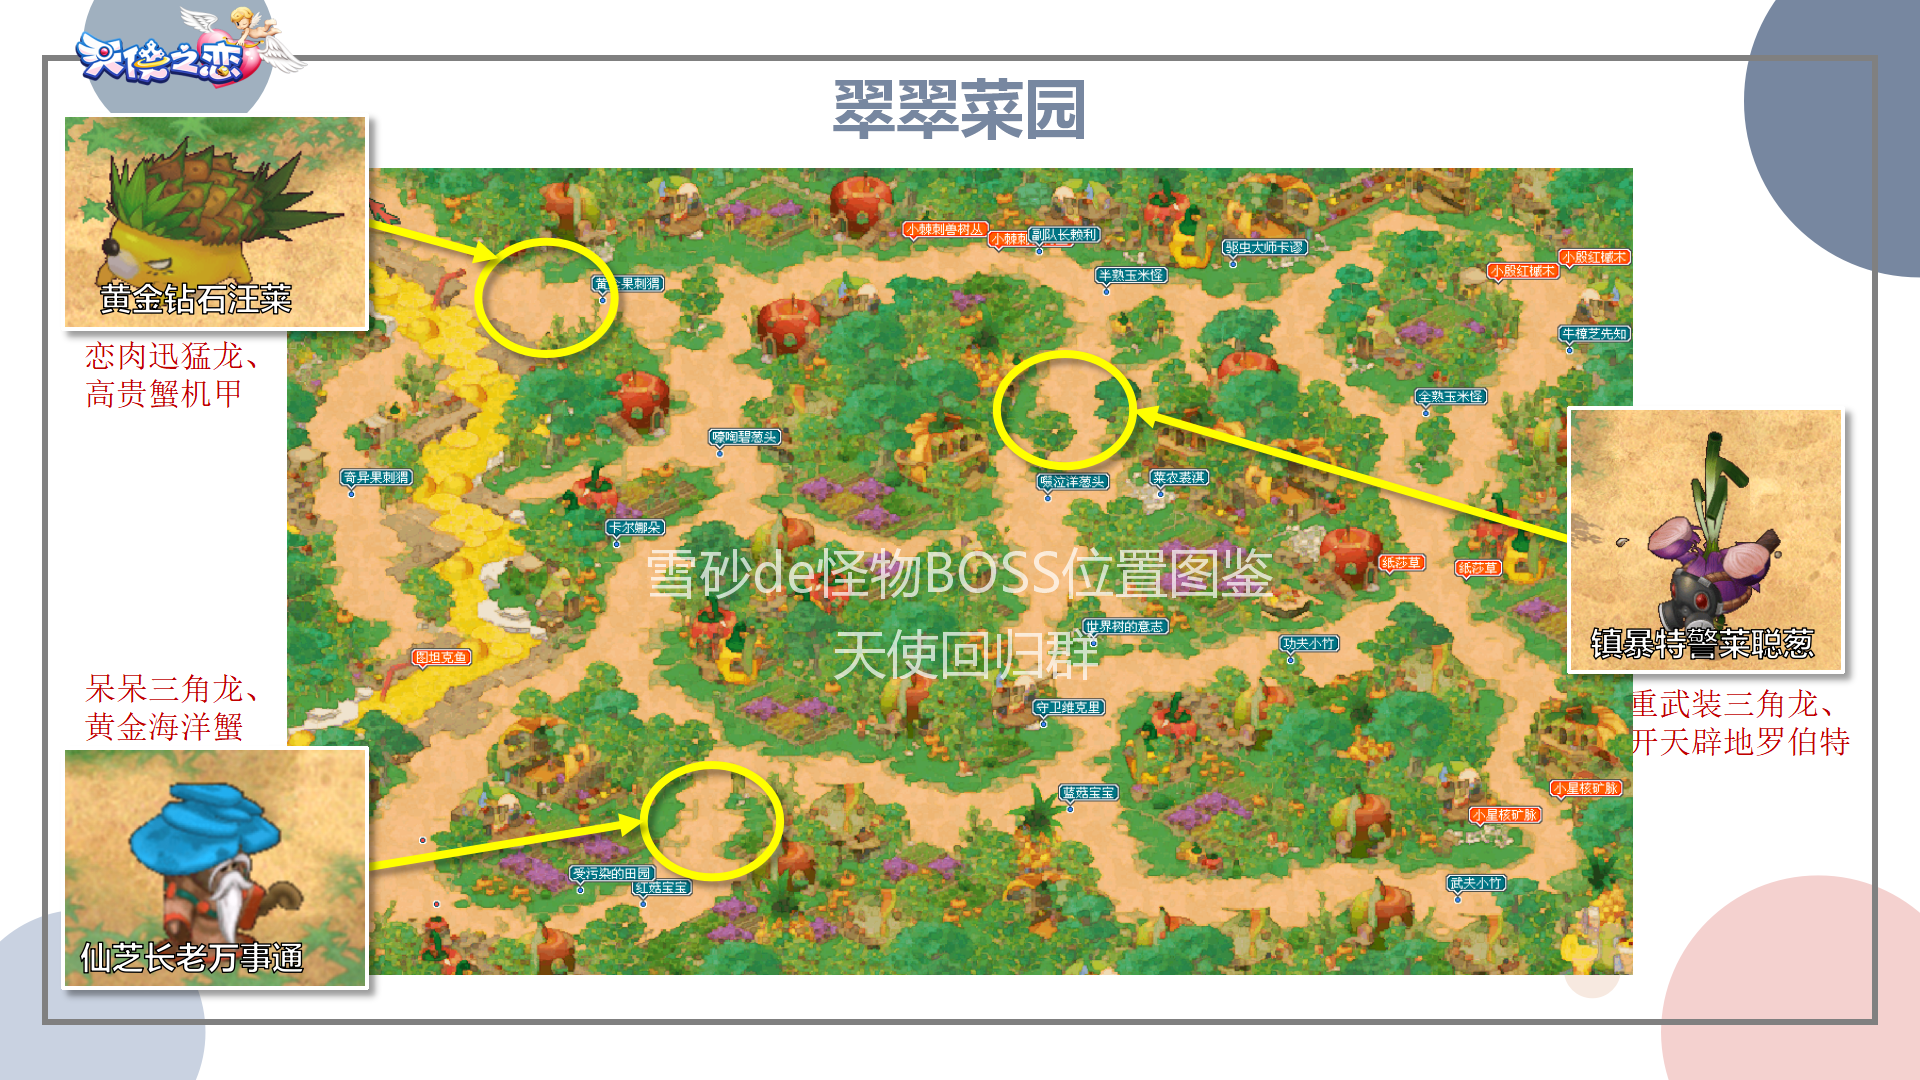 天使之恋
翠翠菜园
黄金钻石汪莱
恋肉迅猛龙、
高贵蟹机甲
小棘刺兽树丛
小棘刺
副队长赖利
驱虫大师卡谬
小殷红槭木
小殷红槭木
半熟玉米怪
黄金果刺猬
牛樟芝先知
全熟玉米怪
嚎啕碧葱头
奇异果刺猬
嘤泣洋葱头
菜农裘淇
卡尔娜朵
纸莎草
纸莎草
雪砂de怪物BOSS位置图鉴
天使回归群
世界树的意志
功夫小竹
图坦克鱼
镇暴特警莱聪葱
重武装三角龙、
开天辟地罗伯特
呆呆三角龙、
黄金海洋蟹
守卫维克里
蓝菇宝宝
小星核矿脉
小星核矿脉
受污染的田园
红菇宝宝
武夫小竹
仙芝长老万事通